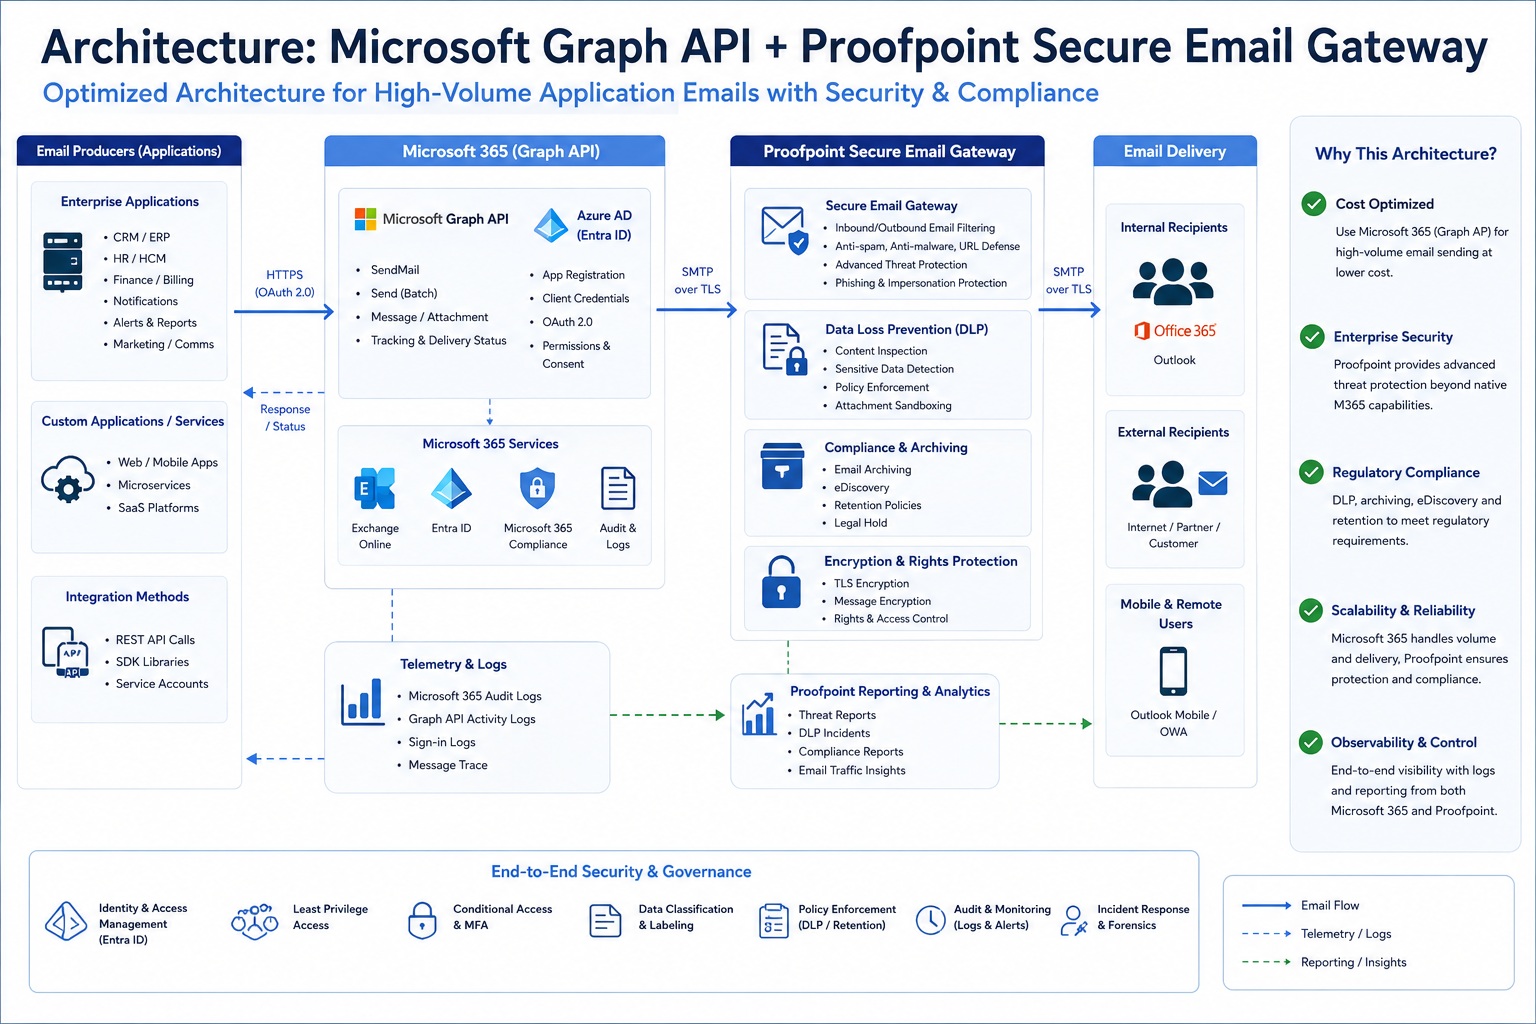 Architecture: Microsoft Graph API + Proofpoint Secure Email Gateway
Optimized Architecture for High-Volume Application Emails with Security & Compliance
Email Producers (Applications)
Enterprise Applications
• CRM / ERP
• HR / HCM
• Finance / Billing
• Notifications
• Alerts & Reports
• Marketing / Comms
Custom Applications / Services
• Web / Mobile Apps
• Microservices
• SaaS Platforms
Integration Methods
API
API
• REST API Calls
• SDK Libraries
• Service Accounts
HTTPS
(OAuth 2.0)
Response
/ Status
Microsoft 365 (Graph API)
Microsoft Graph API
• SendMail
• Send (Batch)
• Message / Attachment
• Tracking & Delivery Status
Azure AD
(Entra ID)
• App Registration
• Client Credentials
• OAuth 2.0
• Permissions &
Consent
Microsoft 365 Services
E
Exchange
Online
Entra ID
Microsoft 365
Compliance
Audit &
Logs
Telemetry & Logs
• Microsoft 365 Audit Logs
• Graph API Activity Logs
• Sign-in Logs
• Message Trace
SMTP
over TLS
Proofpoint Secure Email Gateway
Secure Email Gateway
• Inbound/Outbound Email Filtering
• Anti-spam, Anti-malware, URL Defense
• Advanced Threat Protection
• Phishing & Impersonation Protection
Data Loss Prevention (DLP)
• Content Inspection
• Sensitive Data Detection
• Policy Enforcement
• Attachment Sandboxing
Compliance & Archiving
• Email Archiving
• eDiscovery
• Retention Policies
• Legal Hold
Encryption & Rights Protection
• TLS Encryption
• Message Encryption
• Rights & Access Control
Proofpoint Reporting & Analytics
• Threat Reports
• DLP Incidents
• Compliance Reports
• Email Traffic Insights
SMTP
over TLS
Email Delivery
Internal Recipients
Office 365
Outlook
External Recipients
Internet / Partner /
Customer
Mobile & Remote
Users
Outlook Mobile /
OWA
Why This Architecture?
Cost Optimized
Use Microsoft 365 (Graph AP) for
high-volume email sending at
lower cost.
Enterprise Security
Proofpoint provides advanced
threat protection beyond native
M365 capabilities.
Regulatory Compliance
DLP, archiving, eDiscovery and
retention to meet regulatory
requirements.
Scalability & Reliability
Microsoft 365 handles volume
and delivery, Proofpoint ensures
protection and compliance.
Observability & Control
End-to-end visibility with logs
and reporting from both
Microsoft 365 and Proofpoint.
End-to-End Security & Governance
Identity & Access
Management
(Entra ID)
Least Privilege
Access
Conditional Access
& MFA
Data Classification
& Labeling
Policy Enforcement
(DLP / Retention)
Audit & Monitoring
(Logs & Alerts)
Incident Response
& Forensics
Email Flow
Telemetry / Logs
Reporting / Insights